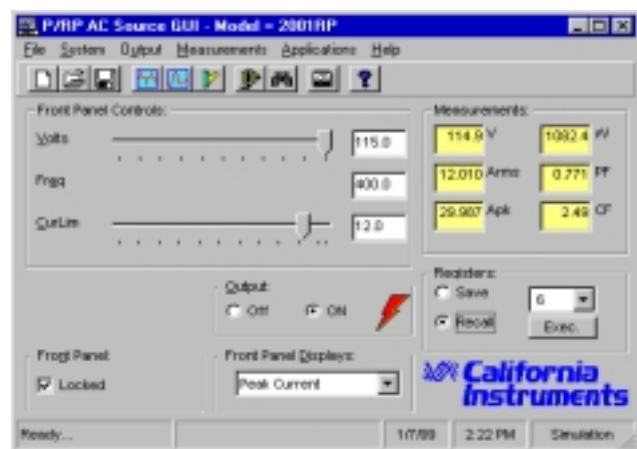 P/RP AC Source GUI - Model = 2001RP
File System Output Measurements Applications Help
Front Panel Controls:
Volts 115.0
Freq 400.0
CurLim 12.0
Measurements:
114.9 V 1082.4 W
12.010 Arms 0.771 PF
29.907 Apk 2.49 CF
Output:
Off ON
Registers:
Save
Recall
6
Exec.
Front Panel:
Locked
Front Panel Displays:
Peak Current
California
Instruments
Ready... 1/7/99 2:22 PM Simulation